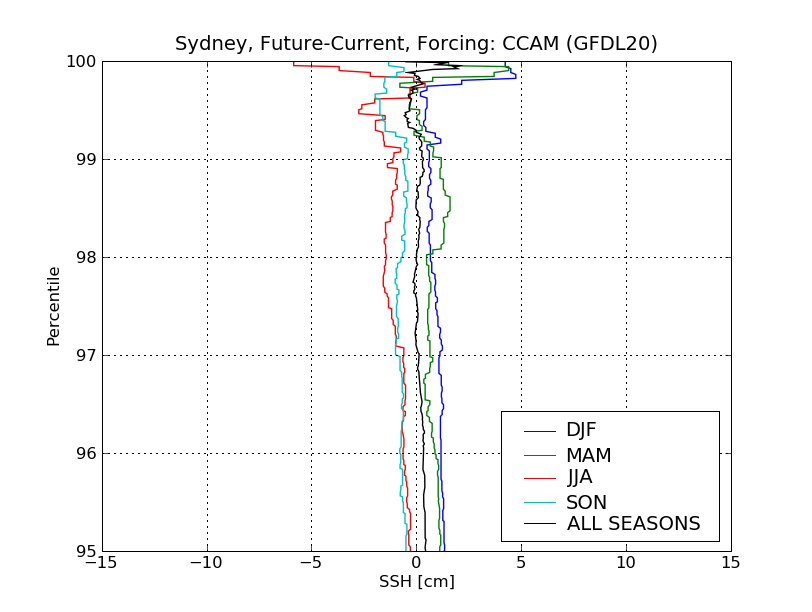 Sydney, Future-Current, Forcing: CCAM (GFDL20)
100
99
98
97
96
95
Percentile
−15
−10
−5
0
5
10
15
SSH [cm]
DJF
MAM
JJA
SON
ALL SEASONS